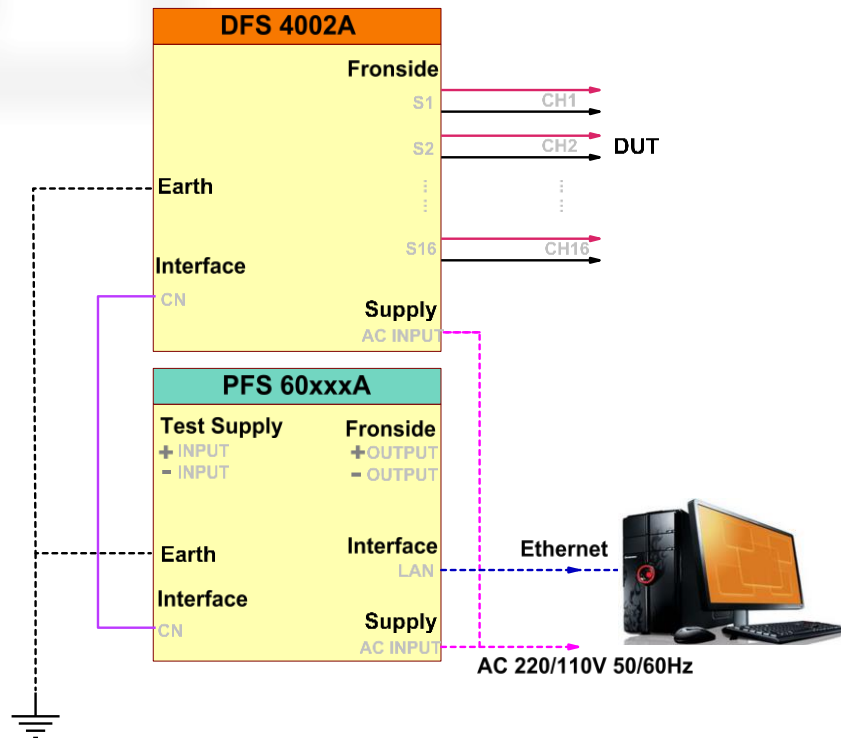 DFS 4002A
Fronside
S1
CH1
S2
CH2
DUT
Earth
S16
CH16
Interface
CN
Supply
AC INPUT
PFS 60xxxA
Test Supply
Fronside
+ INPUT
+ OUTPUT
- INPUT
- OUTPUT
Interface
Ethernet
Earth
LAN
Interface
Supply
CN
AC INPUT
AC 220/110V 50/60Hz